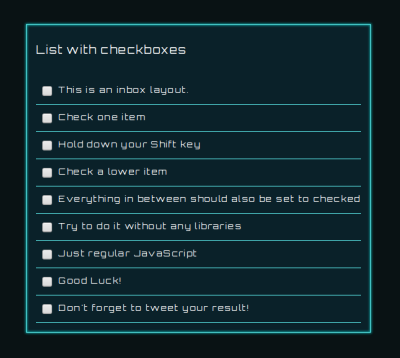 List with checkboxes
This is an inbox layout.
Check one item
Hold down your Shift key
Check a lower item
Everything in between should also be set to checked
Try to do it without any libraries
Just regular JavaScript
Good Luck!
Don't forget to tweet your result!